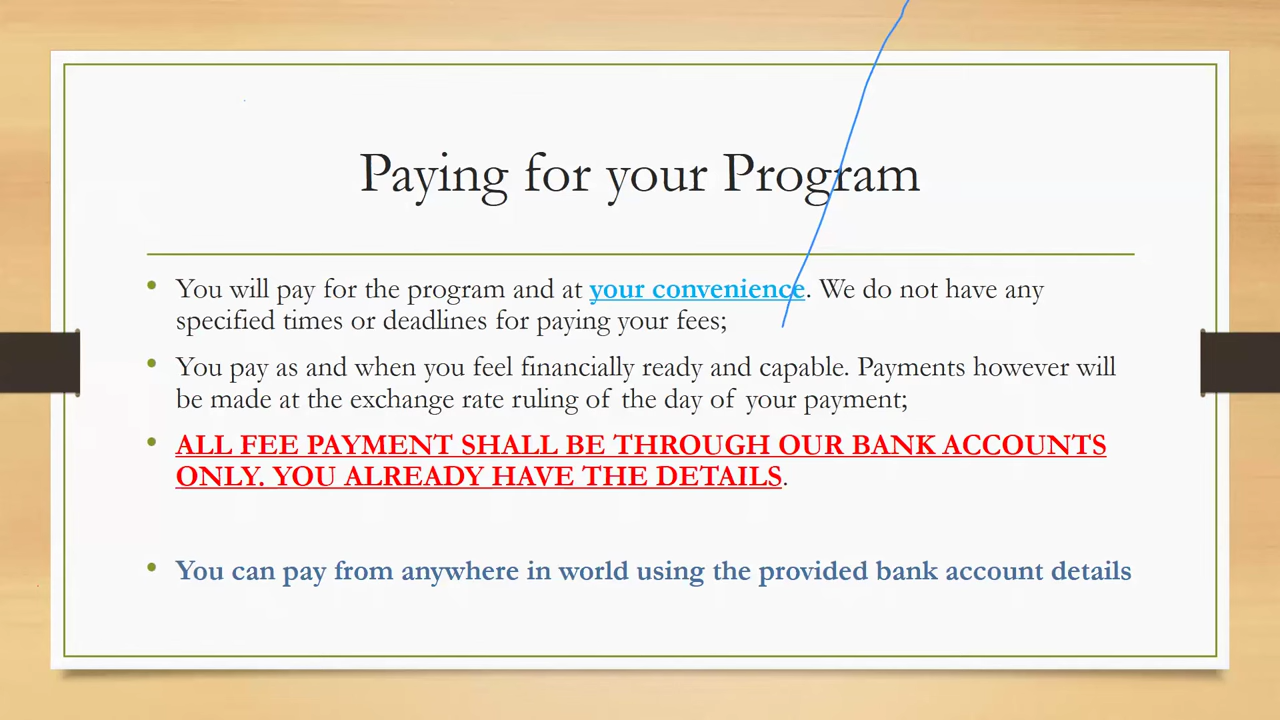 Paying for your Program
You will pay for the program and at your convenience. We do not have any
specified times or deadlines for paying your fees;
You pay as and when you feel financially ready and capable. Payments however will
be made at the exchange rate ruling of the day of your payment;
ALL FEE PAYMENT SHALL BE THROUGH OUR BANK ACCOUNTS
ONLY. YOU ALREADY HAVE THE DETAILS.
You can pay from anywhere in world using the provided bank account details